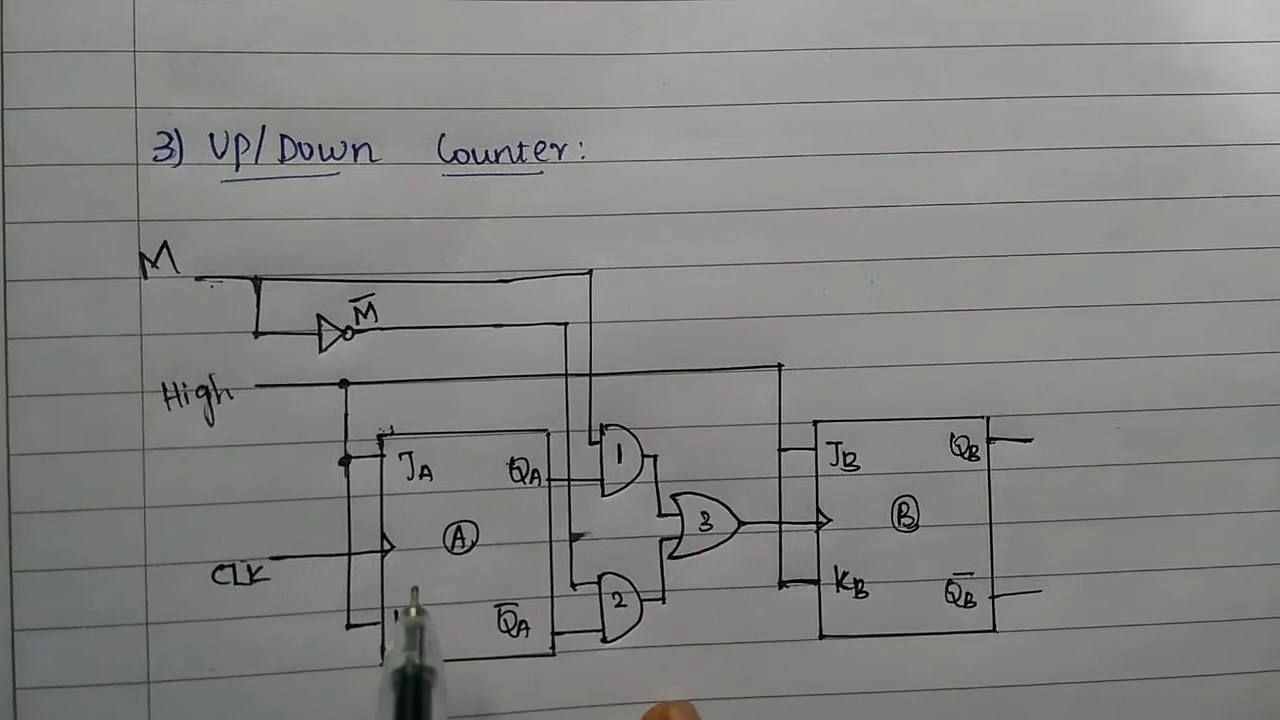 3) UP/Down Counter:
M
M̅
High
JA QA 1
JB QB
3
A
B
CLK
2
KB Q̅B
Q̅A